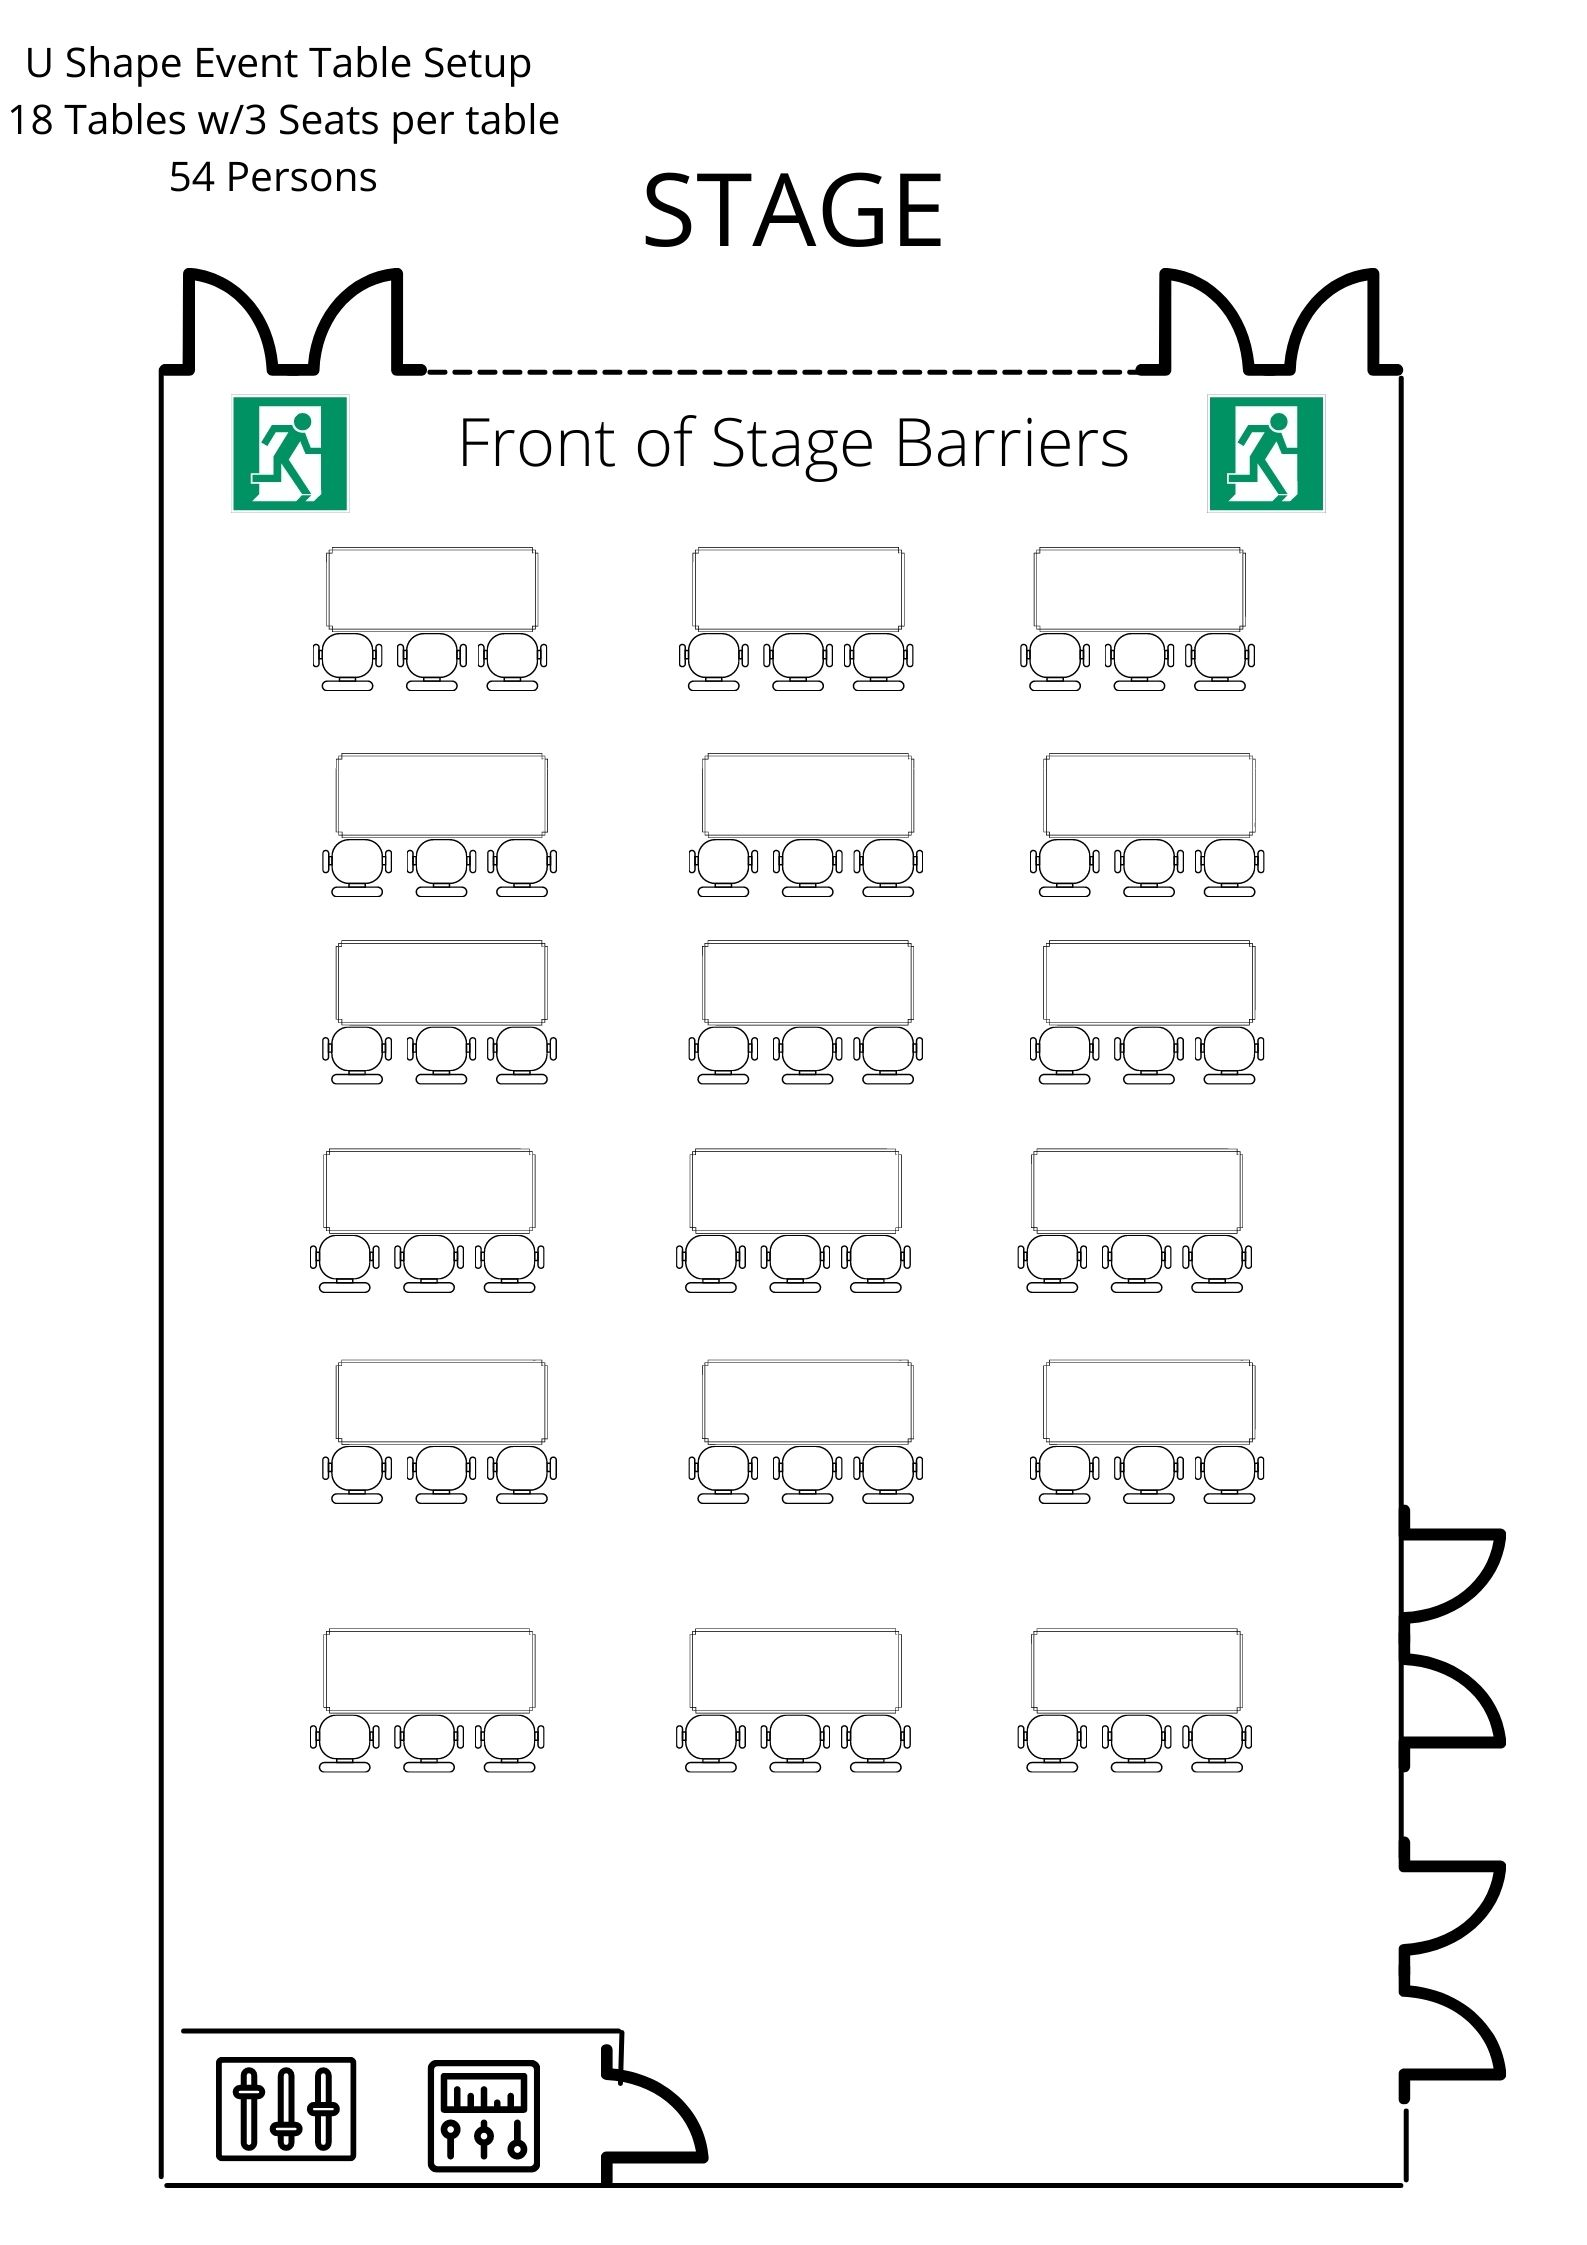 U Shape Event Table Setup
18 Tables w/3 Seats per table
54 Persons
STAGE
Front of Stage Barriers